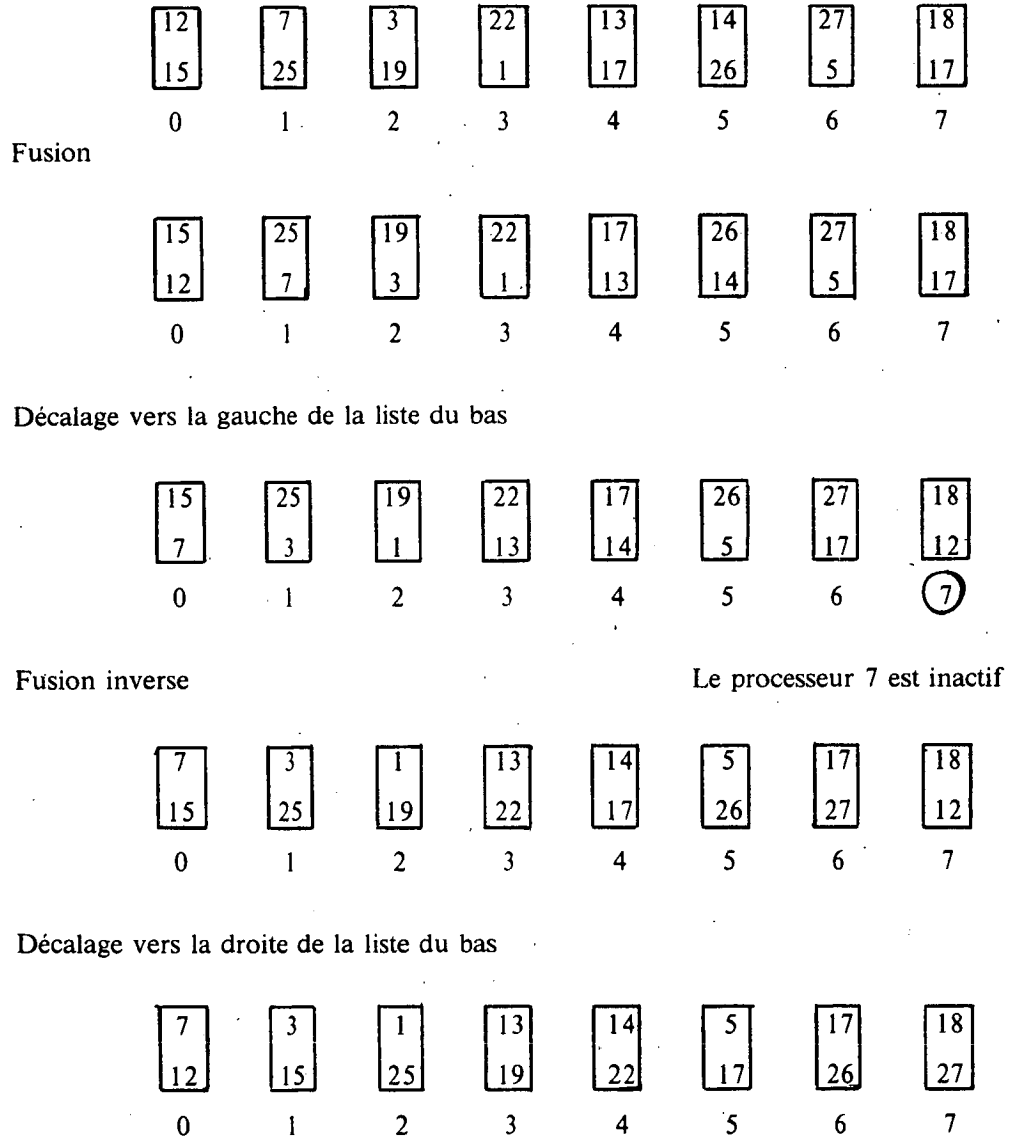 12 7 3 22 13 14 27 18
15 25 19 1 17 26 5 17
0 1 2 3 4 5 6 7
Fusion
15 25 19 22 17 26 27 18
12 7 3 1 13 14 5 17
0 1 2 3 4 5 6 7
Décalage vers la gauche de la liste du bas
15 25 19 22 17 26 27 18
7 3 1 13 14 5 17 12
0 1 2 3 4 5 6 7
Fusion inverse Le processeur 7 est inactif
7 3 1 13 14 5 17 18
15 25 19 22 17 26 27 12
0 1 2 3 4 5 6 7
Décalage vers la droite de la liste du bas
7 3 1 13 14 5 17 18
12 15 25 19 22 17 26 27
0 1 2 3 4 5 6 7